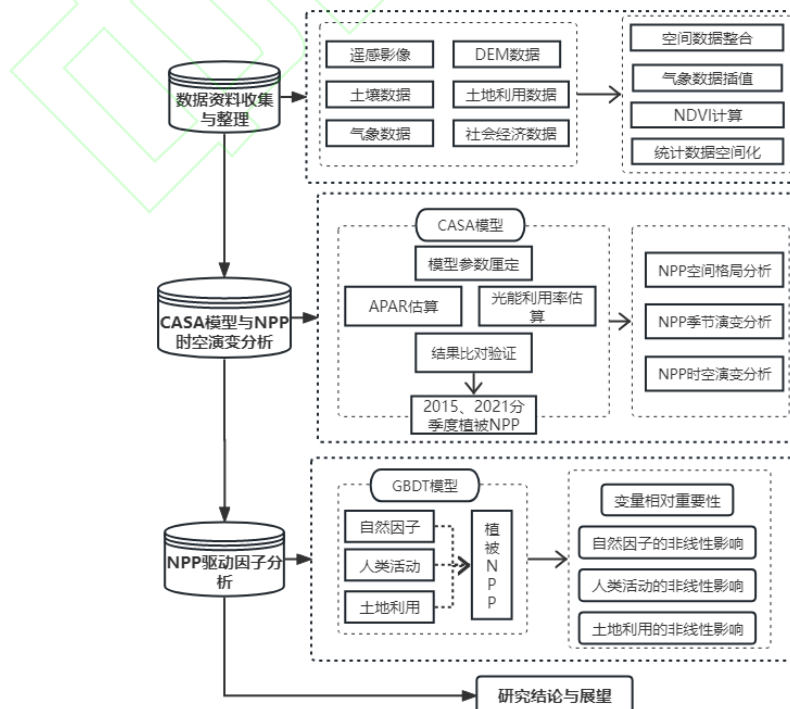 数据资料收集
与整理
遥感影像
DEM数据
土壤数据
土地利用数据
气象数据
社会经济数据
空间数据整合
气象数据插值
NDVI计算
统计数据空间化
CASA模型与NPP
时空演变分析
CASA模型
模型参数厘定
APAR估算
光能利用率估
算
结果比对验证
2015、2021分
季度植被NPP
NPP空间格局分析
NPP季节演变分析
NPP时空演变分析
NPP驱动因子分
析
GBDT模型
自然因子
人类活动
土地利用
植
被
N
P
P
变量相对重要性
自然因子的非线性影响
人类活动的非线性影响
土地利用的非线性影响
研究结论与展望